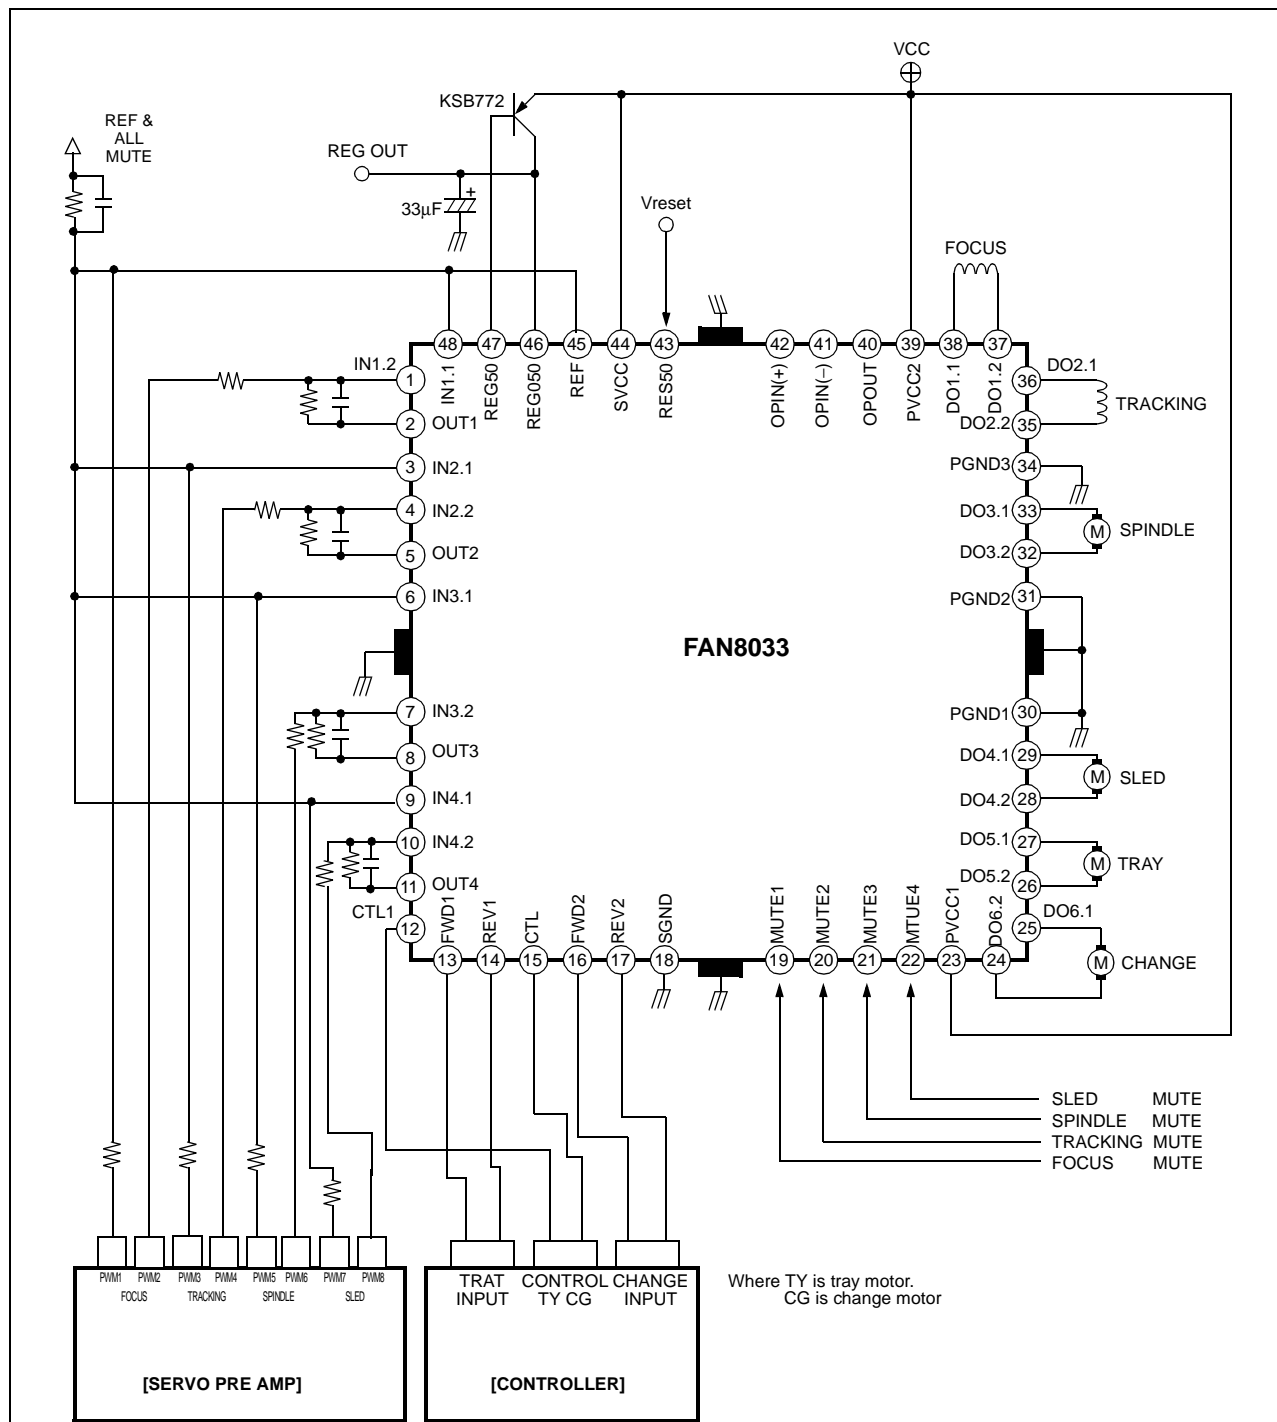 VCC
KSB772
REF &
ALL
MUTE
REG OUT
33µF
+
Vreset
FOCUS
48 47 46 45 44 43 42 41 40 39 38 37
IN1.1 REG50 REG050 REF SVCC RES50 OPIN(+) OPIN(−) OPOUT PVCC2 DO1.1 DO1.2
IN1.2
1
2 OUT1
3 IN2.1
4 IN2.2
5 OUT2
6 IN3.1
7 IN3.2
8 OUT3
9 IN4.1
10 IN4.2
11 OUT4
CTL1
12
FAN8033
36 DO2.1
TRACKING
DO2.2 35
PGND3 34
DO3.1 33
M SPINDLE
DO3.2 32
PGND2 31
PGND1 30
DO4.1 29
M SLED
DO4.2 28
DO5.1 27
M TRAY
DO5.2 26
DO6.1
25
M CHANGE
FWD1 REV1 CTL FWD2 REV2 SGND MUTE1 MUTE2 MUTE3 MTUE4 PVCC1 DO6.2
13 14 15 16 17 18 19 20 21 22 23 24
SLED MUTE
SPINDLE MUTE
TRACKING MUTE
FOCUS MUTE
PWM1 PWM2 PWM3 PWM4 PWM5 PWM6 PWM7 PWM8
FOCUS TRACKING SPINDLE SLED
[SERVO PRE AMP]
TRAT CONTROL CHANGE
INPUT TY CG INPUT
[CONTROLLER]
Where TY is tray motor.
CG is change motor